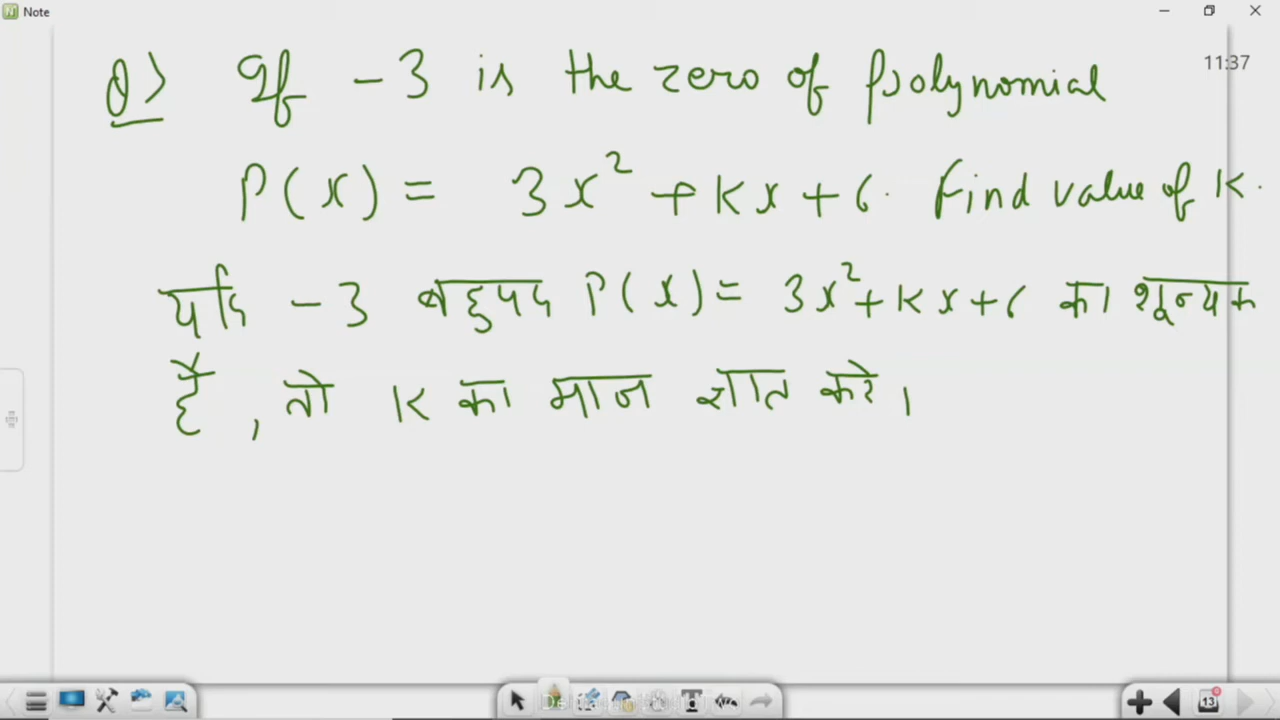 Note
11:37
Q> If -3 is the zero of polynomial
P(x) = 3x² + kx + 6. Find value of k.
यदि -3 बहुपद P(x) = 3x² + kx + 6 का शून्यक
है, तो k का मान ज्ञात करे।
13